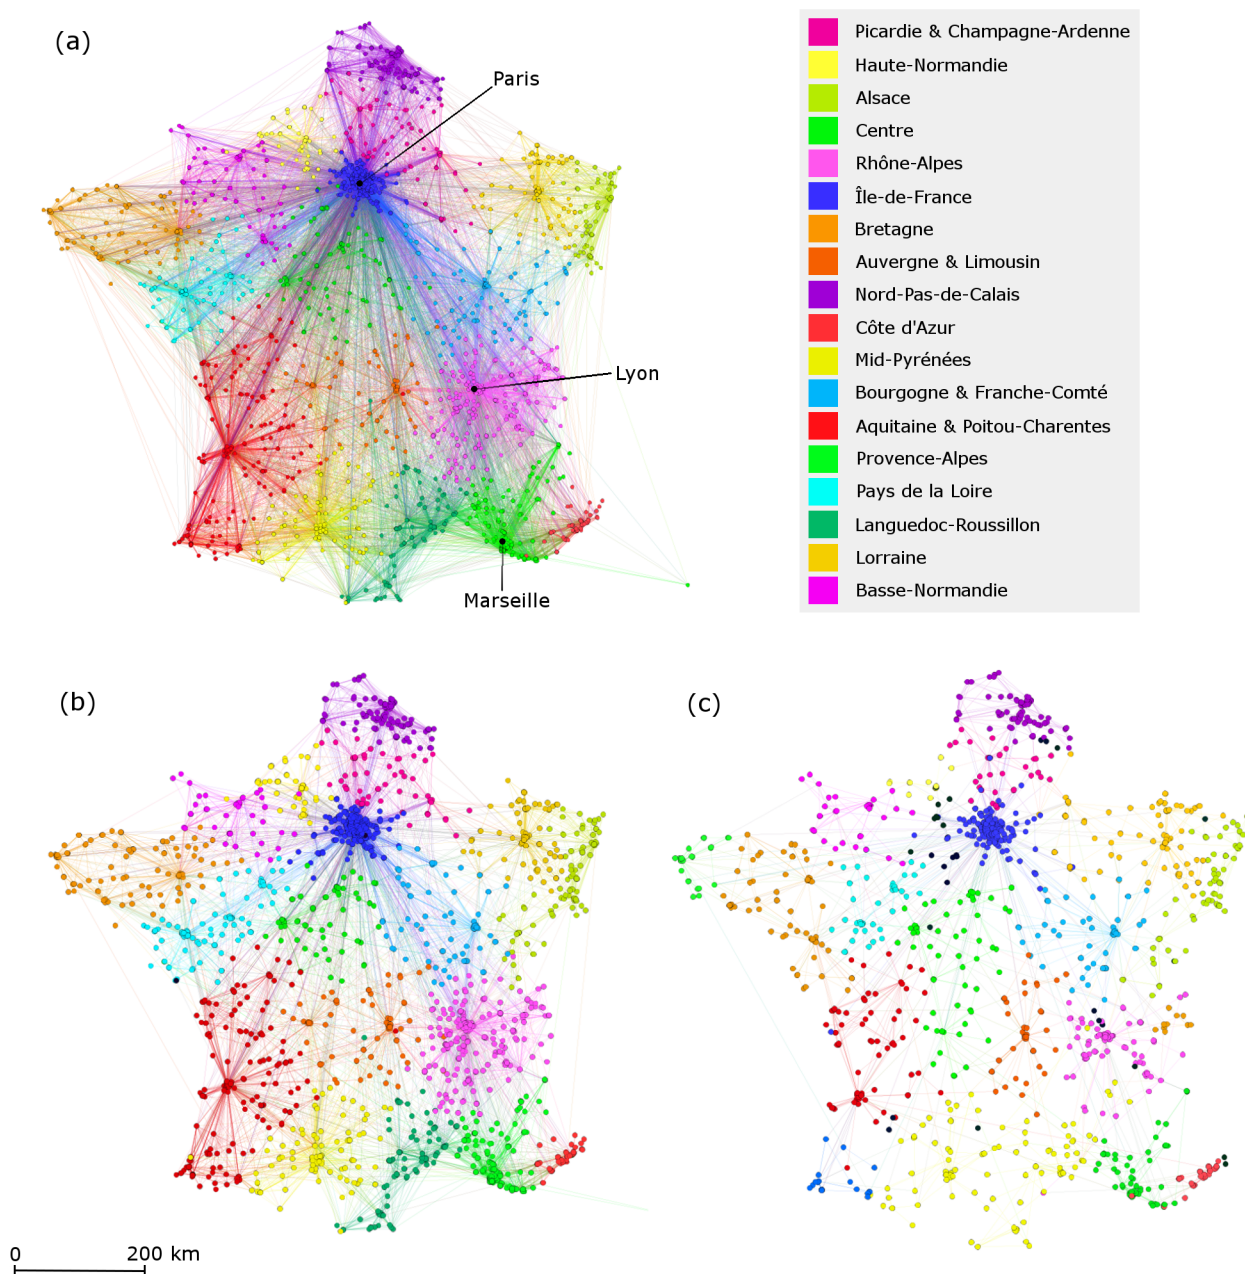 (a)
Paris
Lyon
Marseille
Picardie & Champagne-Ardenne
Haute-Normandie
Alsace
Centre
Rhône-Alpes
Île-de-France
Bretagne
Auvergne & Limousin
Nord-Pas-de-Calais
Côte d'Azur
Mid-Pyrénées
Bourgogne & Franche-Comté
Aquitaine & Poitou-Charentes
Provence-Alpes
Pays de la Loire
Languedoc-Roussillon
Lorraine
Basse-Normandie
(b)
(c)
0 200 km